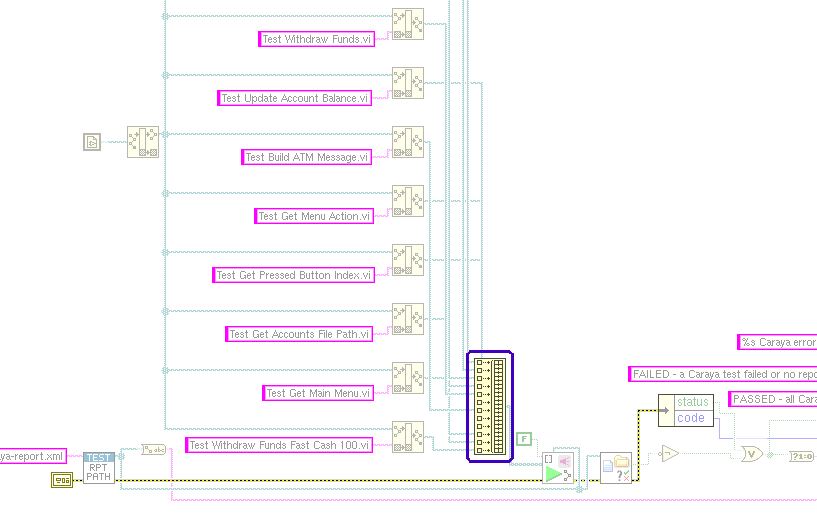 Test Withdraw Funds.vi
Test Update Account Balance.vi
Test Build ATM Message.vi
Test Get Menu Action.vi
Test Get Pressed Button Index.vi
Test Get Accounts File Path.vi
%s Caraya error
FAILED - a Caraya test failed or no repo
Test Get Main Menu.vi
PASSED - all Cara
status
code
Test Withdraw Funds Fast Cash 100.vi
F
ya-report.xml
TEST
RPT
PATH
abc
V
?1:0
?